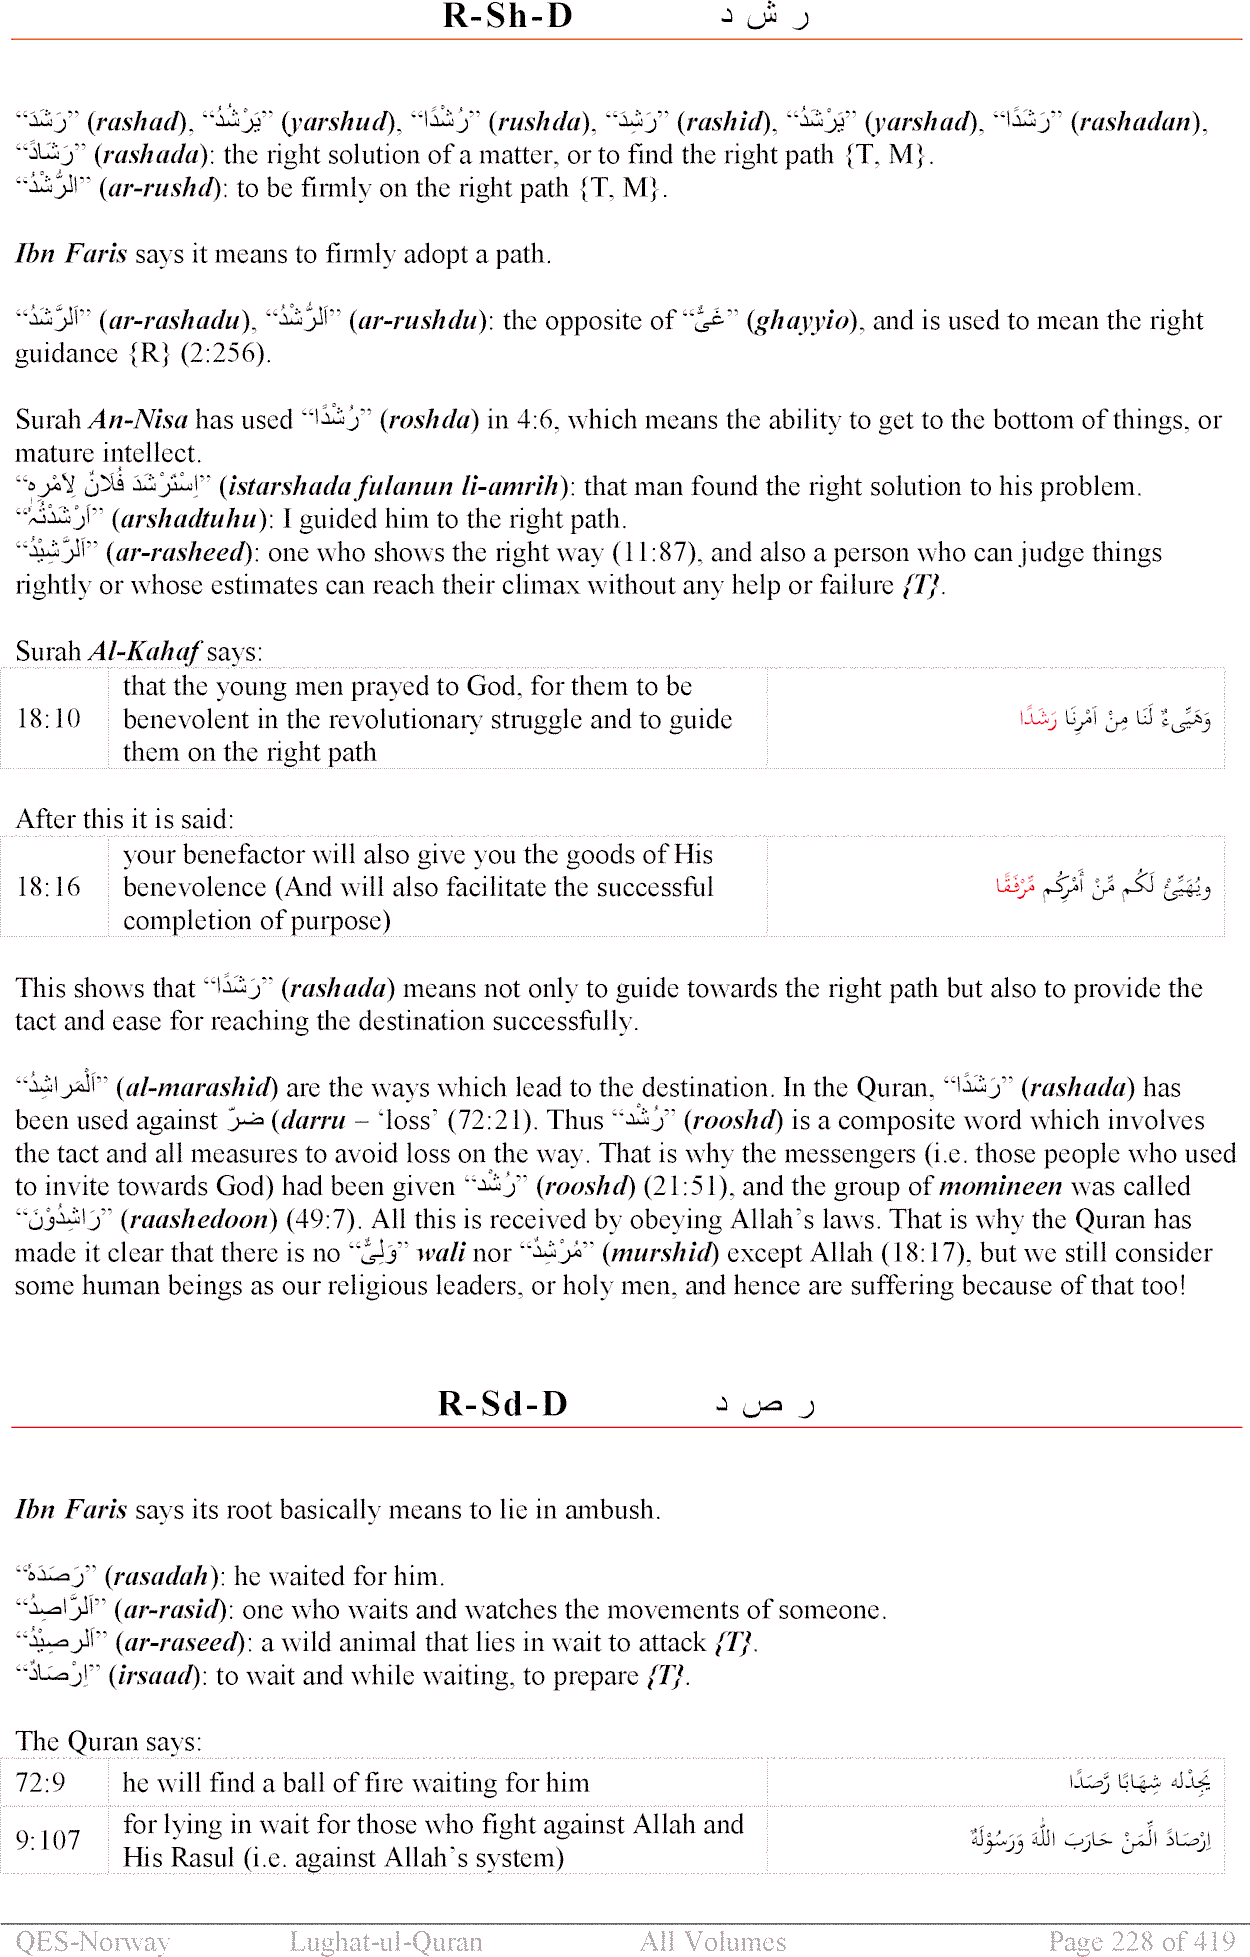 R-Sh-D ر ش د
“رَشَدَ” (rashad), “يَرْشُدُ” (yarshud), “رُشْدًا” (rushda), “رَشِدَ” (rashid), “يَرْشَدُ” (yarshad), “رَشَدًا” (rashadan),
“رَشَادً” (rashada): the right solution of a matter, or to find the right path {T, M}.
“الرُّشْدُ” (ar-rushd): to be firmly on the right path {T, M}.
Ibn Faris says it means to firmly adopt a path.
“اَلرَّشَدُ” (ar-rashadu), “اَلرُّشْدُ” (ar-rushdu): the opposite of “غَىٌّ” (ghayyio), and is used to mean the right
guidance {R} (2:256).
Surah An-Nisa has used “رُشْدًا” (roshda) in 4:6, which means the ability to get to the bottom of things, or
mature intellect.
“اِسْتَرْشَدَ فُلَانٌ لِاَمْرِهٖ” (istarshada fulanun li-amrih): that man found the right solution to his problem.
“اَرْشَدْتُہٗ” (arshadtuhu): I guided him to the right path.
“اَلرَّشِيْدُ” (ar-rasheed): one who shows the right way (11:87), and also a person who can judge things
rightly or whose estimates can reach their climax without any help or failure {T}.
Surah Al-Kahaf says:
18:10 that the young men prayed to God, for them to be
benevolent in the revolutionary struggle and to guide
them on the right path
وَهَيِّىءْ لَنَا مِنْ اَمْرِنَا رَشَدًا
After this it is said:
18:16 your benefactor will also give you the goods of His
benevolence (And will also facilitate the successful
completion of purpose)
ويُهَيِّئْ لَكُم مِّنْ أَمْرِكُم مِّرْفَقًا
This shows that “رَشَدًا” (rashada) means not only to guide towards the right path but also to provide the
tact and ease for reaching the destination successfully.
“اَلْمَراشِدُ” (al-marashid) are the ways which lead to the destination. In the Quran, “رَشَدًا” (rashada) has
been used against ضرّ (darru – ‘loss’ (72:21). Thus “رُشْد” (rooshd) is a composite word which involves
the tact and all measures to avoid loss on the way. That is why the messengers (i.e. those people who used
to invite towards God) had been given “رُشْد” (rooshd) (21:51), and the group of momineen was called
“رَاشِدُوْنَ” (raashedoon) (49:7). All this is received by obeying Allah’s laws. That is why the Quran has
made it clear that there is no “وَلِىٌّ” wali nor “مُرْشِدٌ” (murshid) except Allah (18:17), but we still consider
some human beings as our religious leaders, or holy men, and hence are suffering because of that too!
R-Sd-D ر ص د
Ibn Faris says its root basically means to lie in ambush.
“رَصَدَهٗ” (rasadah): he waited for him.
“اَلرَّاصِدُ” (ar-rasid): one who waits and watches the movements of someone.
“اَلرصِيْدُ” (ar-raseed): a wild animal that lies in wait to attack {T}.
“اِرْصَادٌ” (irsaad): to wait and while waiting, to prepare {T}.
The Quran says:
72:9 he will find a ball of fire waiting for him يَجِدْله شِهَابًا رَّصَدًا
9:107 for lying in wait for those who fight against Allah and
His Rasul (i.e. against Allah’s system)
اِرْصَادً الِّمَنْ حَارَبَ اللّٰهَ وَرَسُوْلَهٗ
QES-Norway Lughat-ul-Quran All Volumes Page 228 of 419